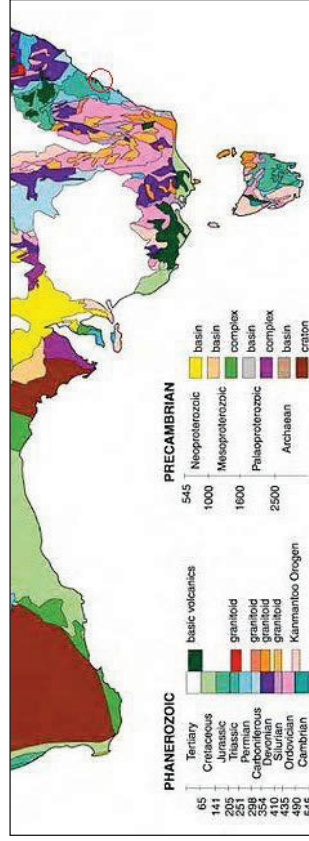 PHANEROZOIC
Tertiary basic volcanics
65
Cretaceous
141
Jurassic
205
Triassic granitoid
251
Permian
298
Carboniferous granitoid
354
Devonian granitoid
410
Silurian granitoid
435
Ordovician
490 Kanmantoo Orogen
Cambrian
545
PRECAMBRIAN
545
Neoproterozoic basin
1000
basin
Mesoproterozoic
complex
1600
basin
Palaoproterozoic
complex
2500
basin
Archaean
craton